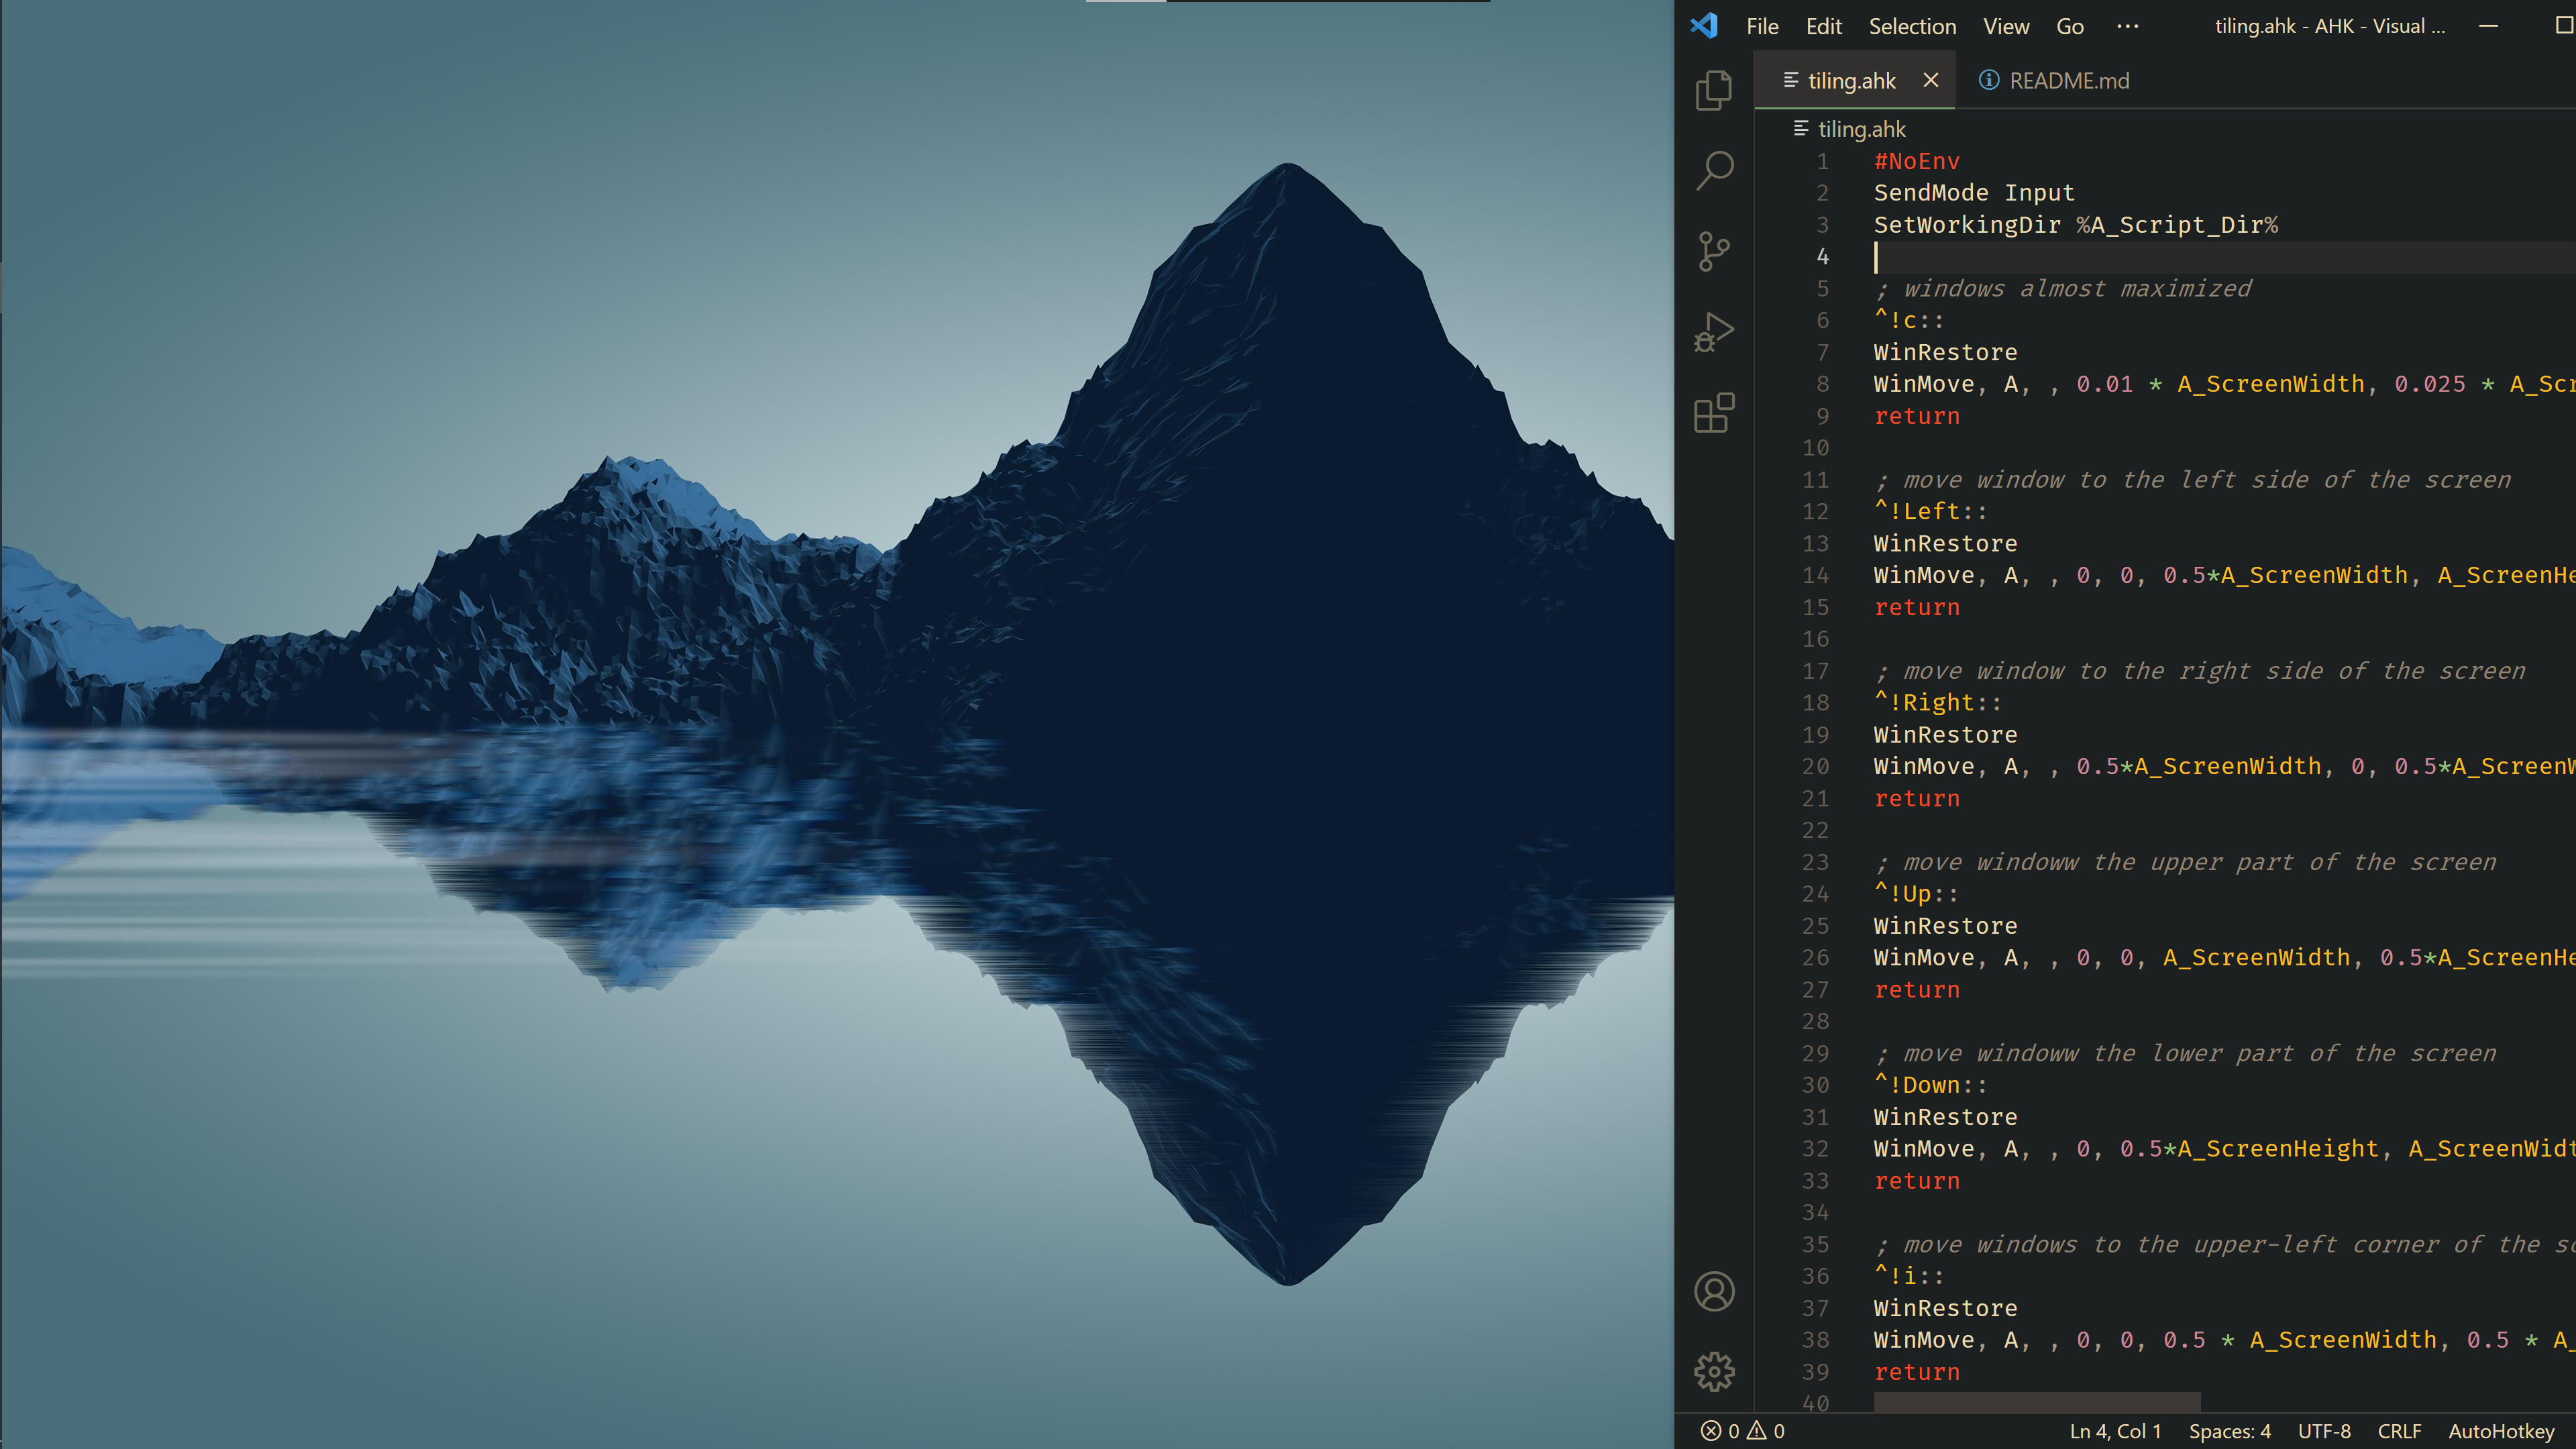 File Edit Selection View Go ··· tiling.ahk - AHK - Visual ...
tiling.ahk README.md
tiling.ahk
1 #NoEnv
2 SendMode Input
3 SetWorkingDir %A_Script_Dir%
4
5 ; windows almost maximized
6 ^!c::
7 WinRestore
8 WinMove, A, , 0.01 * A_ScreenWidth, 0.025 * A_Scr
9 return
10
11 ; move window to the left side of the screen
12 ^!Left::
13 WinRestore
14 WinMove, A, , 0, 0, 0.5*A_ScreenWidth, A_ScreenHe
15 return
16
17 ; move window to the right side of the screen
18 ^!Right::
19 WinRestore
20 WinMove, A, , 0.5*A_ScreenWidth, 0, 0.5*A_ScreenW
21 return
22
23 ; move windoww the upper part of the screen
24 ^!Up::
25 WinRestore
26 WinMove, A, , 0, 0, A_ScreenWidth, 0.5*A_ScreenHe
27 return
28
29 ; move windoww the lower part of the screen
30 ^!Down::
31 WinRestore
32 WinMove, A, , 0, 0.5*A_ScreenHeight, A_ScreenWidt
33 return
34
35 ; move windows to the upper-left corner of the sc
36 ^!i::
37 WinRestore
38 WinMove, A, , 0, 0, 0.5 * A_ScreenWidth, 0.5 * A_
39 return
40
0 0 Ln 4, Col 1 Spaces: 4 UTF-8 CRLF AutoHotkey